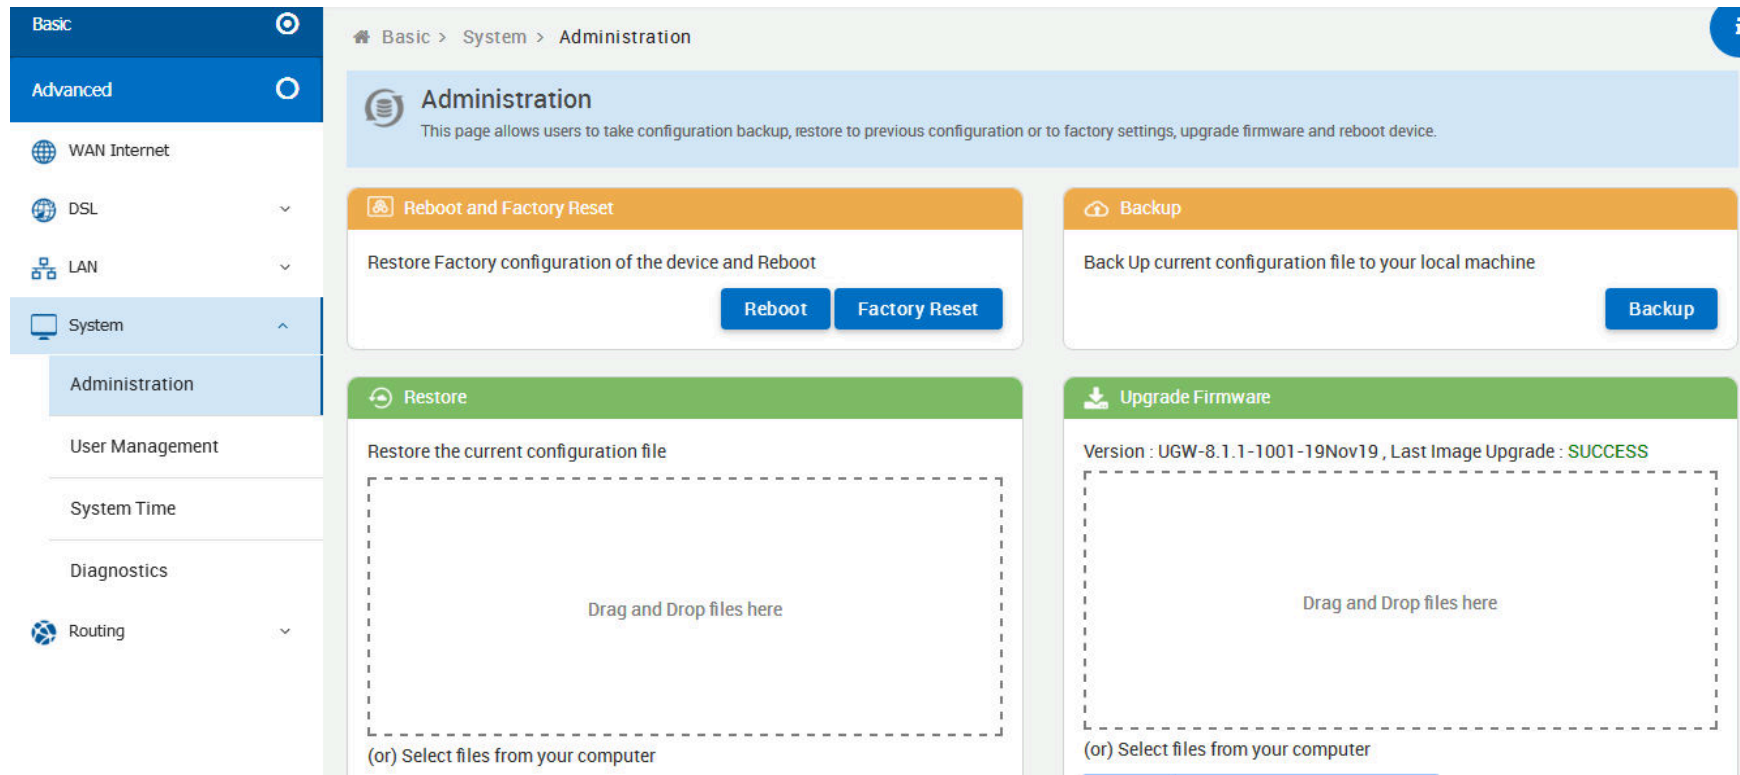 Basic
Advanced
WAN Internet
DSL
LAN
System
Administration
User Management
System Time
Diagnostics
Routing
Basic > System > Administration
Administration
This page allows users to take configuration backup, restore to previous configuration or to factory settings, upgrade firmware and reboot device.
Reboot and Factory Reset
Restore Factory configuration of the device and Reboot
Reboot Factory Reset
Backup
Back Up current configuration file to your local machine
Backup
Restore
Restore the current configuration file
Drag and Drop files here
(or) Select files from your computer
Upgrade Firmware
Version : UGW-8.1.1-1001-19Nov19 , Last Image Upgrade : SUCCESS
Drag and Drop files here
(or) Select files from your computer